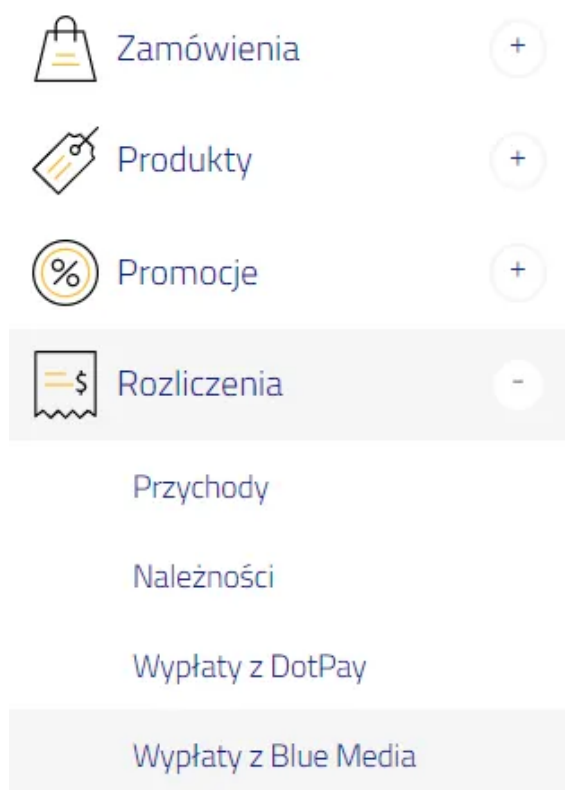 Zamówienia +
Produkty +
% Promocje +
$ Rozliczenia -
Przychody
Należności
Wypłaty z DotPay
Wypłaty z Blue Media